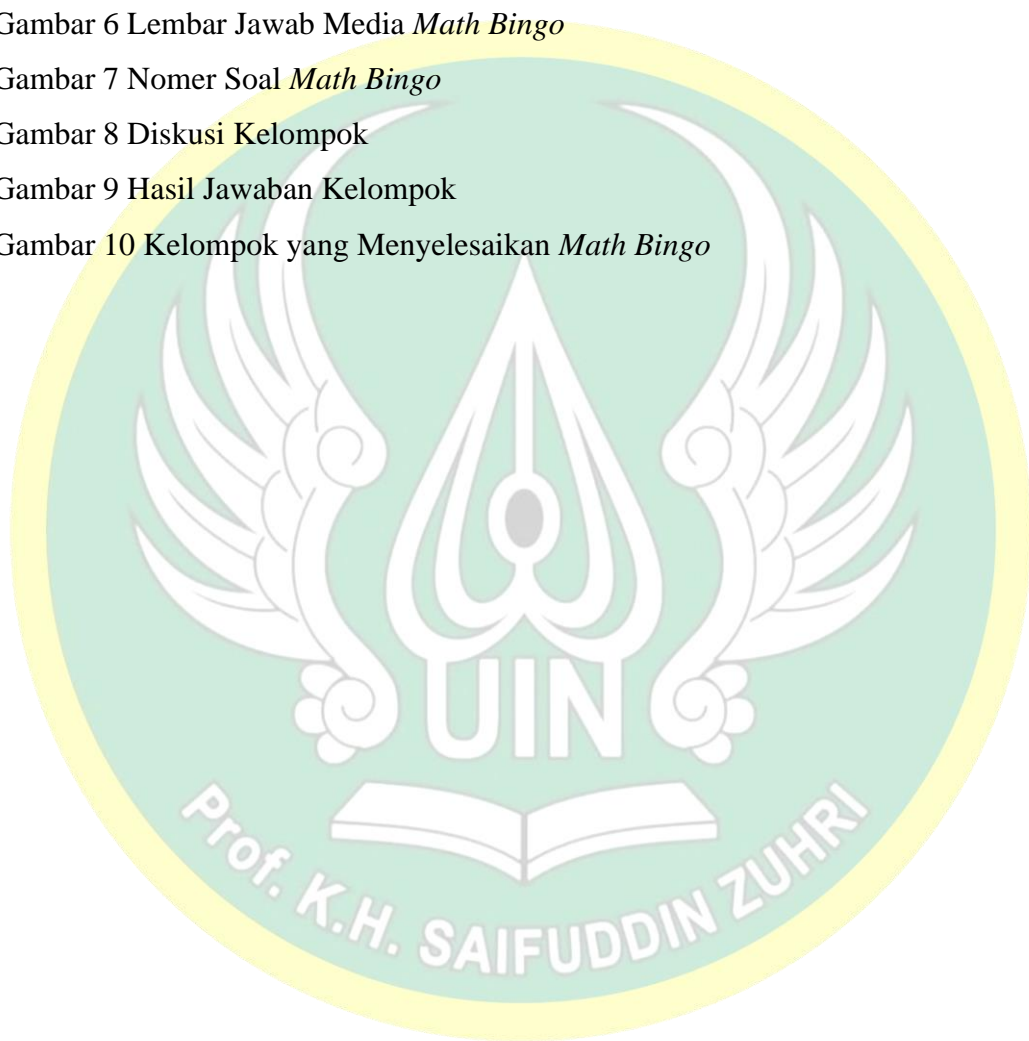 Gambar 6 Lembar Jawab Media Math Bingo
Gambar 7 Nomer Soal Math Bingo
Gambar 8 Diskusi Kelompok
Gambar 9 Hasil Jawaban Kelompok
Gambar 10 Kelompok yang Menyelesaikan Math Bingo
UIN
Prof. K.H. SAIFUDDIN ZUHRI